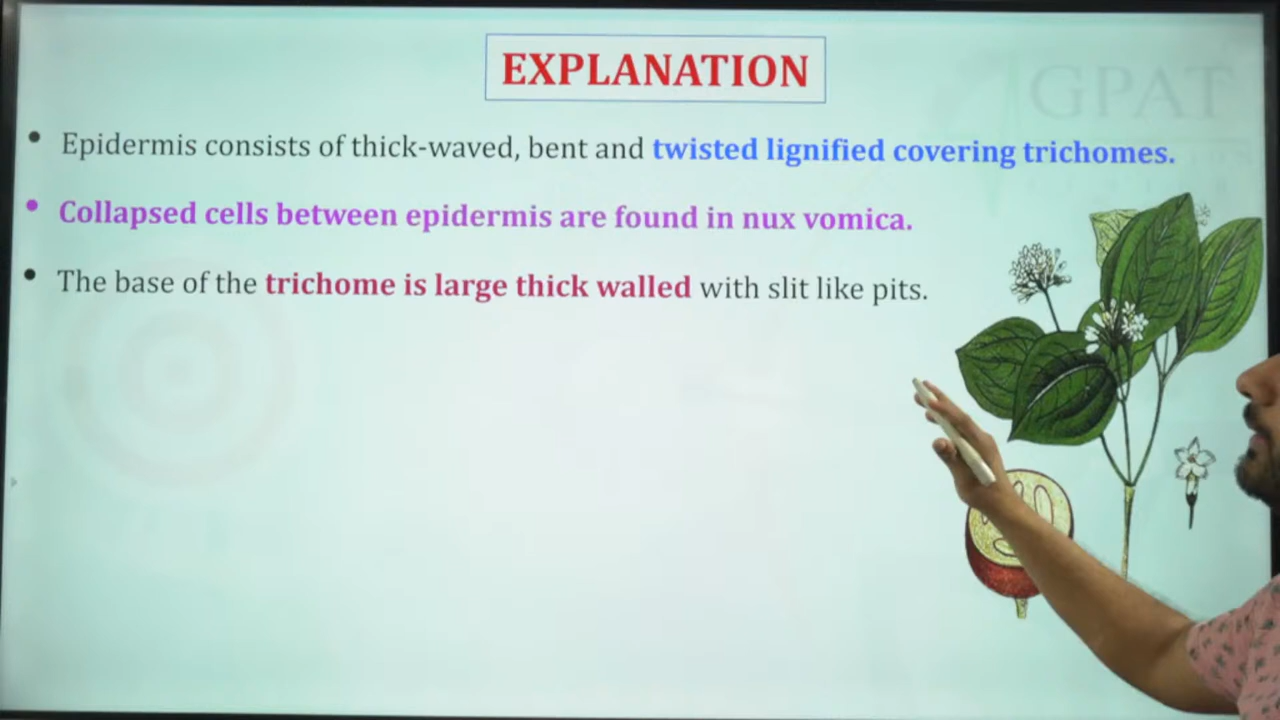 EXPLANATION
GPAT
• Epidermis consists of thick-waved, bent and twisted lignified covering trichomes.
• Collapsed cells between epidermis are found in nux vomica.
• The base of the trichome is large thick walled with slit like pits.